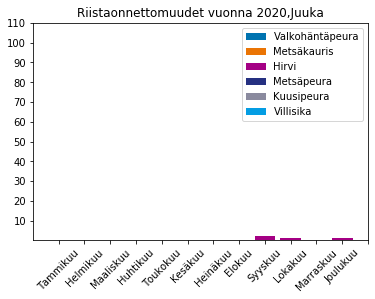 Riistaonnettomuudet vuonna 2020,Juuka
110
100
90
80
70
60
50
40
30
20
10
Valkohäntäpeura
Metsäkauris
Hirvi
Metsäpeura
Kuusipeura
Villisika
Tammikuu
Helmikuu
Maaliskuu
Huhtikuu
Toukokuu
Kesäkuu
Heinäkuu
Elokuu
Syyskuu
Lokakuu
Marraskuu
Joulukuu